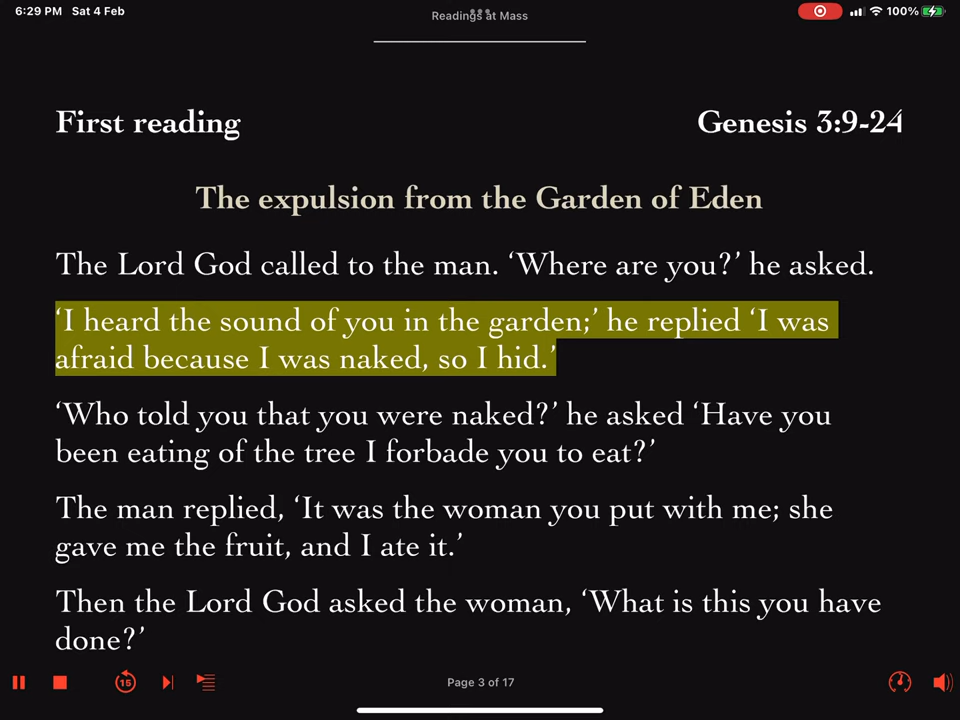 6:29 PM Sat 4 Feb
Readings at Mass
100%
First reading
Genesis 3:9-24
The expulsion from the Garden of Eden
The Lord God called to the man. ‘Where are you?’ he asked.
‘I heard the sound of you in the garden;’ he replied ‘I was
afraid because I was naked, so I hid.’
‘Who told you that you were naked?’ he asked ‘Have you
been eating of the tree I forbade you to eat?’
The man replied, ‘It was the woman you put with me; she
gave me the fruit, and I ate it.’
Then the Lord God asked the woman, ‘What is this you have
done?’
15
Page 3 of 17